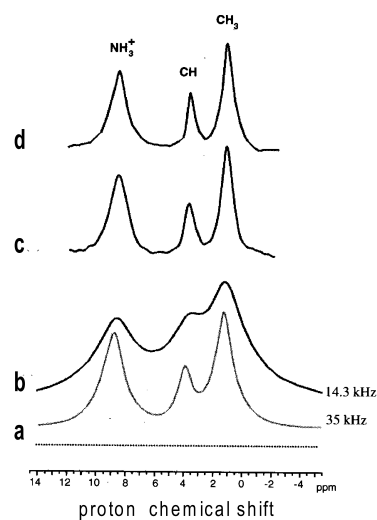 CH₃
NH₃⁺ CH
d
c
b
14.3 kHz
35 kHz
a
14 12 10 8 6 4 2 0 -2 -4 ppm
proton chemical shift